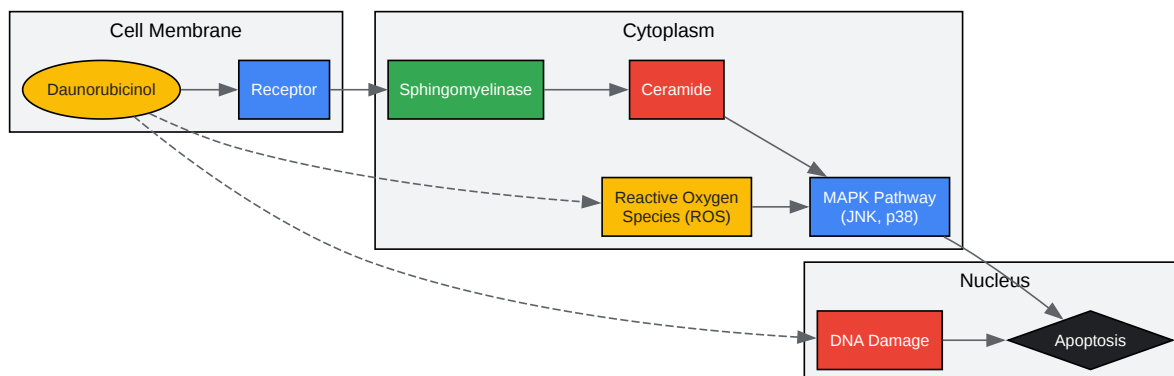 Cell Membrane
Cytoplasm
Daunorubicinol
Receptor
Sphingomyelinase
Ceramide
Reactive Oxygen
Species (ROS)
MAPK Pathway
(JNK, p38)
Nucleus
DNA Damage
Apoptosis